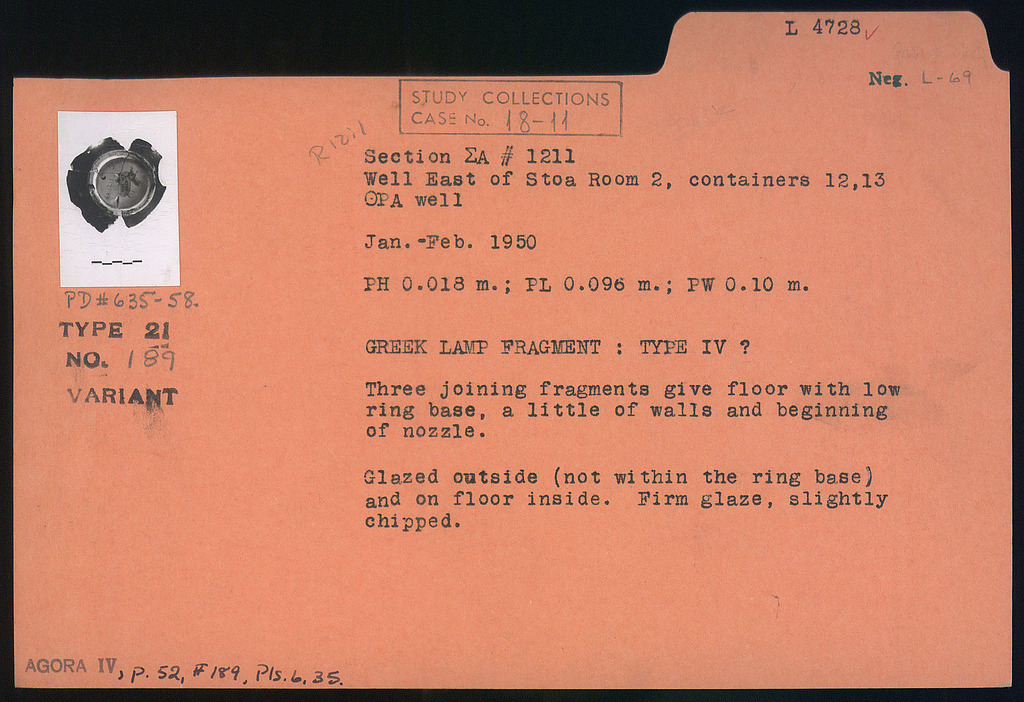 L 4728
Neg. L-69
STUDY COLLECTIONS
CASE No. 18-11
R 12:1
Section ΣA # 1211
Well East of Stoa Room 2, containers 12,13
ΘPA well
Jan.-Feb. 1950
PH 0.018 m.; PL 0.096 m.; PW 0.10 m.
PD#635-58.
TYPE 21
NO. 189
VARIANT
GREEK LAMP FRAGMENT : TYPE IV ?
Three joining fragments give floor with low
ring base, a little of walls and beginning
of nozzle.
Glazed outside (not within the ring base)
and on floor inside. Firm glaze, slightly
chipped.
AGORA IV, p. 52, #189, Pls. 6, 35.